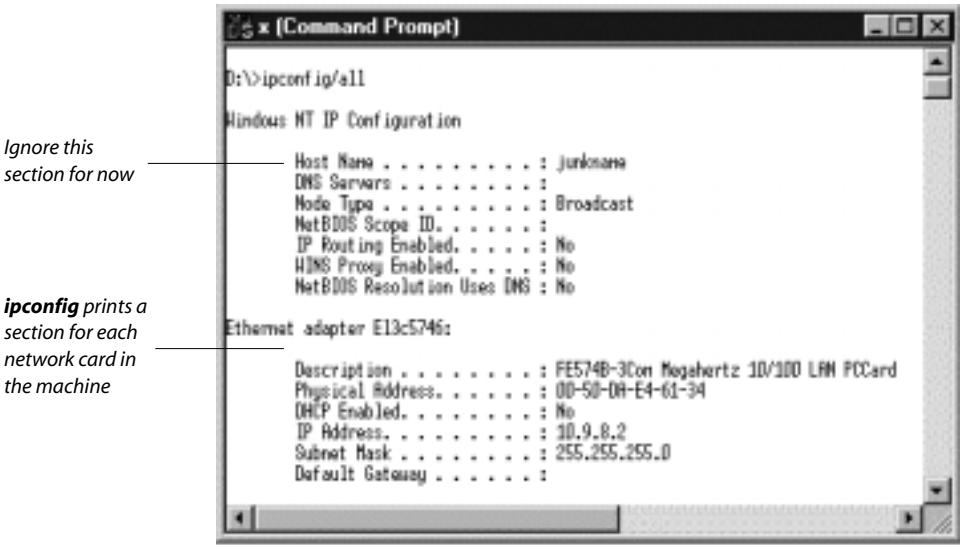 x (Command Prompt)
D:\>ipconfig/all
Windows NT IP Configuration
Ignore this
section for now
Host Name . . . . . . . . . : junkname
DNS Servers . . . . . . . . :
Node Type . . . . . . . . . : Broadcast
NetBIOS Scope ID. . . . . . :
IP Routing Enabled. . . . . : No
WINS Proxy Enabled. . . . . : No
NetBIOS Resolution Uses DNS : No
ipconfig prints a
section for each
network card in
the machine
Ethernet adapter El3c5746:
Description . . . . . . . . : FE574B-3Com Megahertz 10/100 LAN PCCard
Physical Address. . . . . . : 00-50-DA-E4-61-34
DHCP Enabled. . . . . . . . : No
IP Address. . . . . . . . . : 10.9.8.2
Subnet Mask . . . . . . . . : 255.255.255.0
Default Gateway . . . . . . :